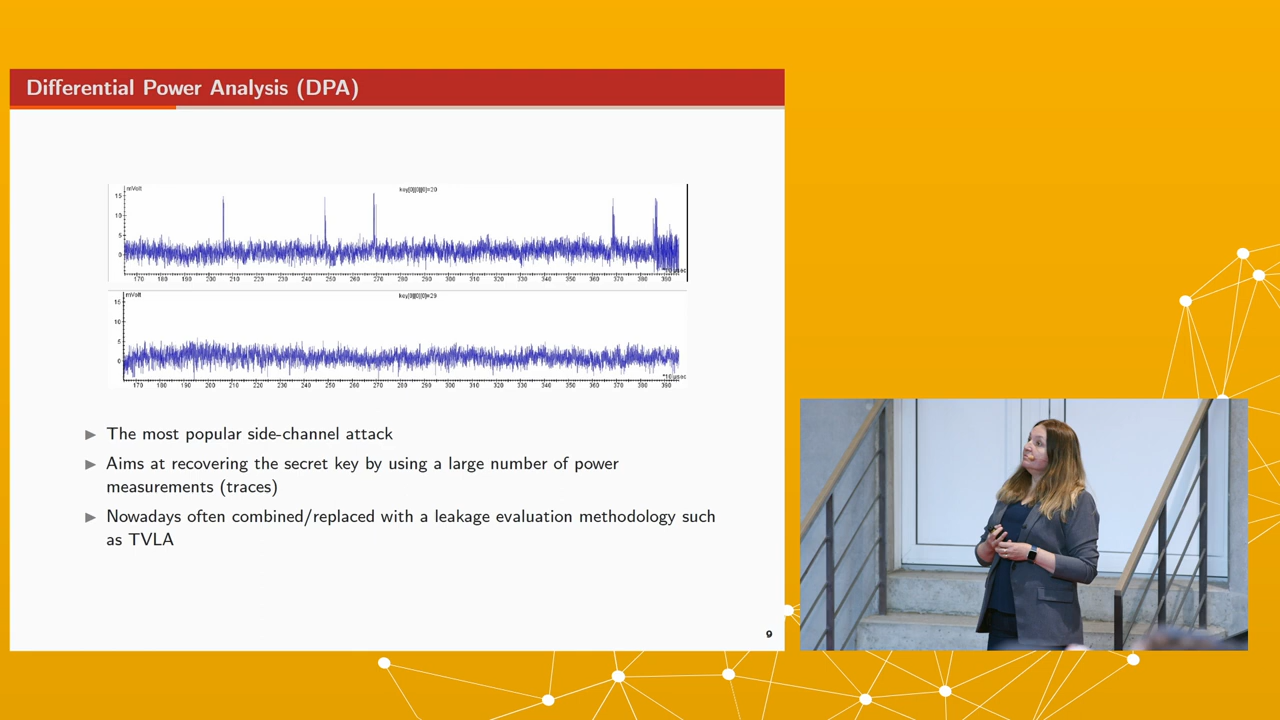 Differential Power Analysis (DPA)
mVolt
key[0][0][0]=20
15
10
5
0
170 180 190 200 210 220 230 240 250 260 270 280 290 300 310 320 330 340 350 360 370 380 390
mVolt
15
10
5
0
170 180 190 200 210 220 230 240 250 260 270 280 290 300 310 320 330 340 350 360 370 380 390
▶ The most popular side-channel attack
▶ Aims at recovering the secret key by using a large number of power
measurements (traces)
▶ Nowadays often combined/replaced with a leakage evaluation methodology such
as TVLA
9